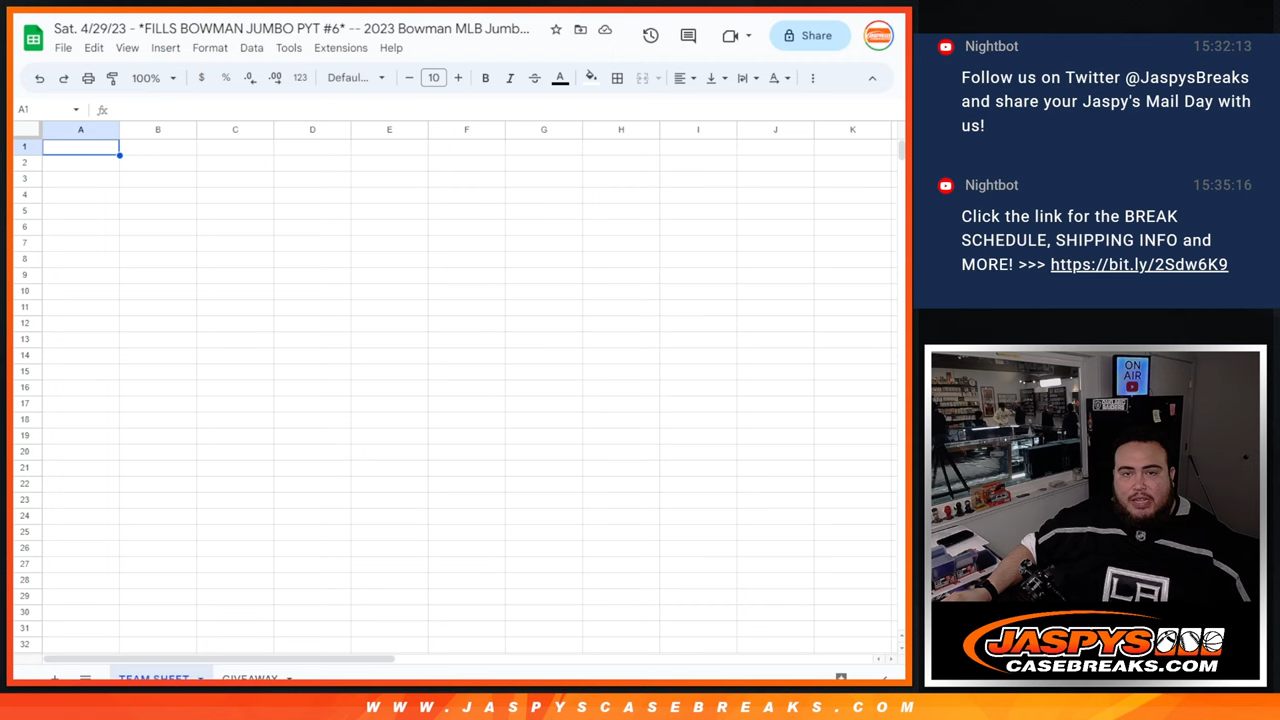 Sat. 4/29/23 - *FILLS BOWMAN JUMBO PYT #6* -- 2023 Bowman MLB Jumb...
File Edit View Insert Format Data Tools Extensions Help
Share
100% $ % .0 .00 123 Defaul... − 10 + B I S A
A1 fx
A B C D E F G H I J K
1
2
3
4
5
6
7
8
9
10
11
12
13
14
15
16
17
18
19
20
21
22
23
24
25
26
27
28
29
30
31
32
TEAM SHEET GIVEAWAY
Nightbot 15:32:13
Follow us on Twitter @JaspysBreaks
and share your Jaspy's Mail Day with
us!
Nightbot 15:35:16
Click the link for the BREAK
SCHEDULE, SHIPPING INFO and
MORE! >>> https://bit.ly/2Sdw6K9
ON
AIR
LA
JASPYS
CASEBREAKS.COM
WWW.JASPYSCASEBREAKS.COM